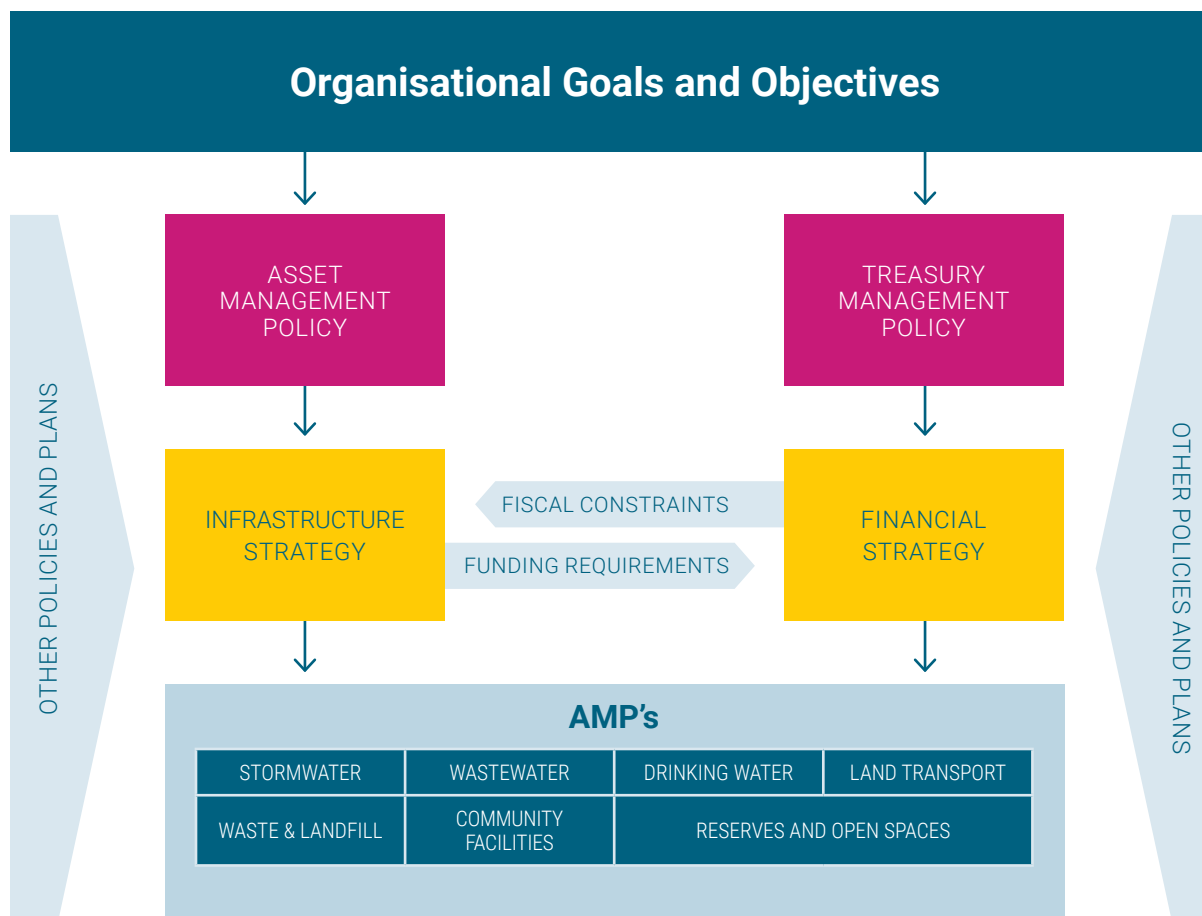 Organisational Goals and Objectives
ASSET
MANAGEMENT
POLICY
TREASURY
MANAGEMENT
POLICY
OTHER POLICIES AND PLANS
INFRASTRUCTURE
STRATEGY
FISCAL CONSTRAINTS
FUNDING REQUIREMENTS
FINANCIAL
STRATEGY
OTHER POLICIES AND PLANS
AMP's
STORMWATER
WASTEWATER
DRINKING WATER
LAND TRANSPORT
WASTE & LANDFILL
COMMUNITY
FACILITIES
RESERVES AND OPEN SPACES